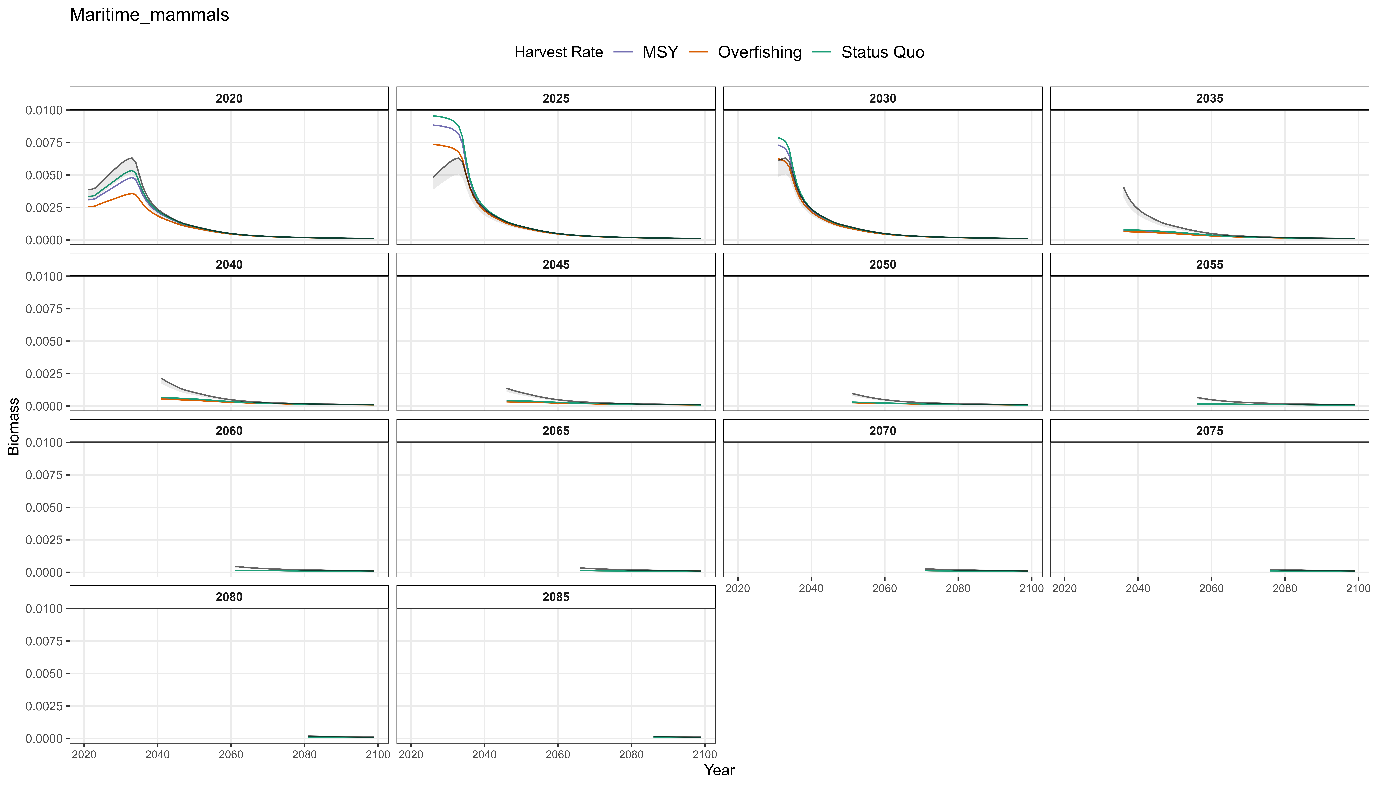 Maritime_mammals
Harvest Rate MSY Overfishing Status Quo
2020 2025 2030 2035
0.0100
0.0075
0.0050
0.0025
0.0000
2040 2045 2050 2055
0.0100
0.0075
0.0050
0.0025
0.0000
Biomass
2060 2065 2070 2075
0.0100
0.0075
0.0050
0.0025
0.0000
2020 2040 2060 2080 2100 2020 2040 2060 2080 2100
2080 2085
0.0100
0.0075
0.0050
0.0025
0.0000
2020 2040 2060 2080 2100 2020 2040 2060 2080 2100
Year